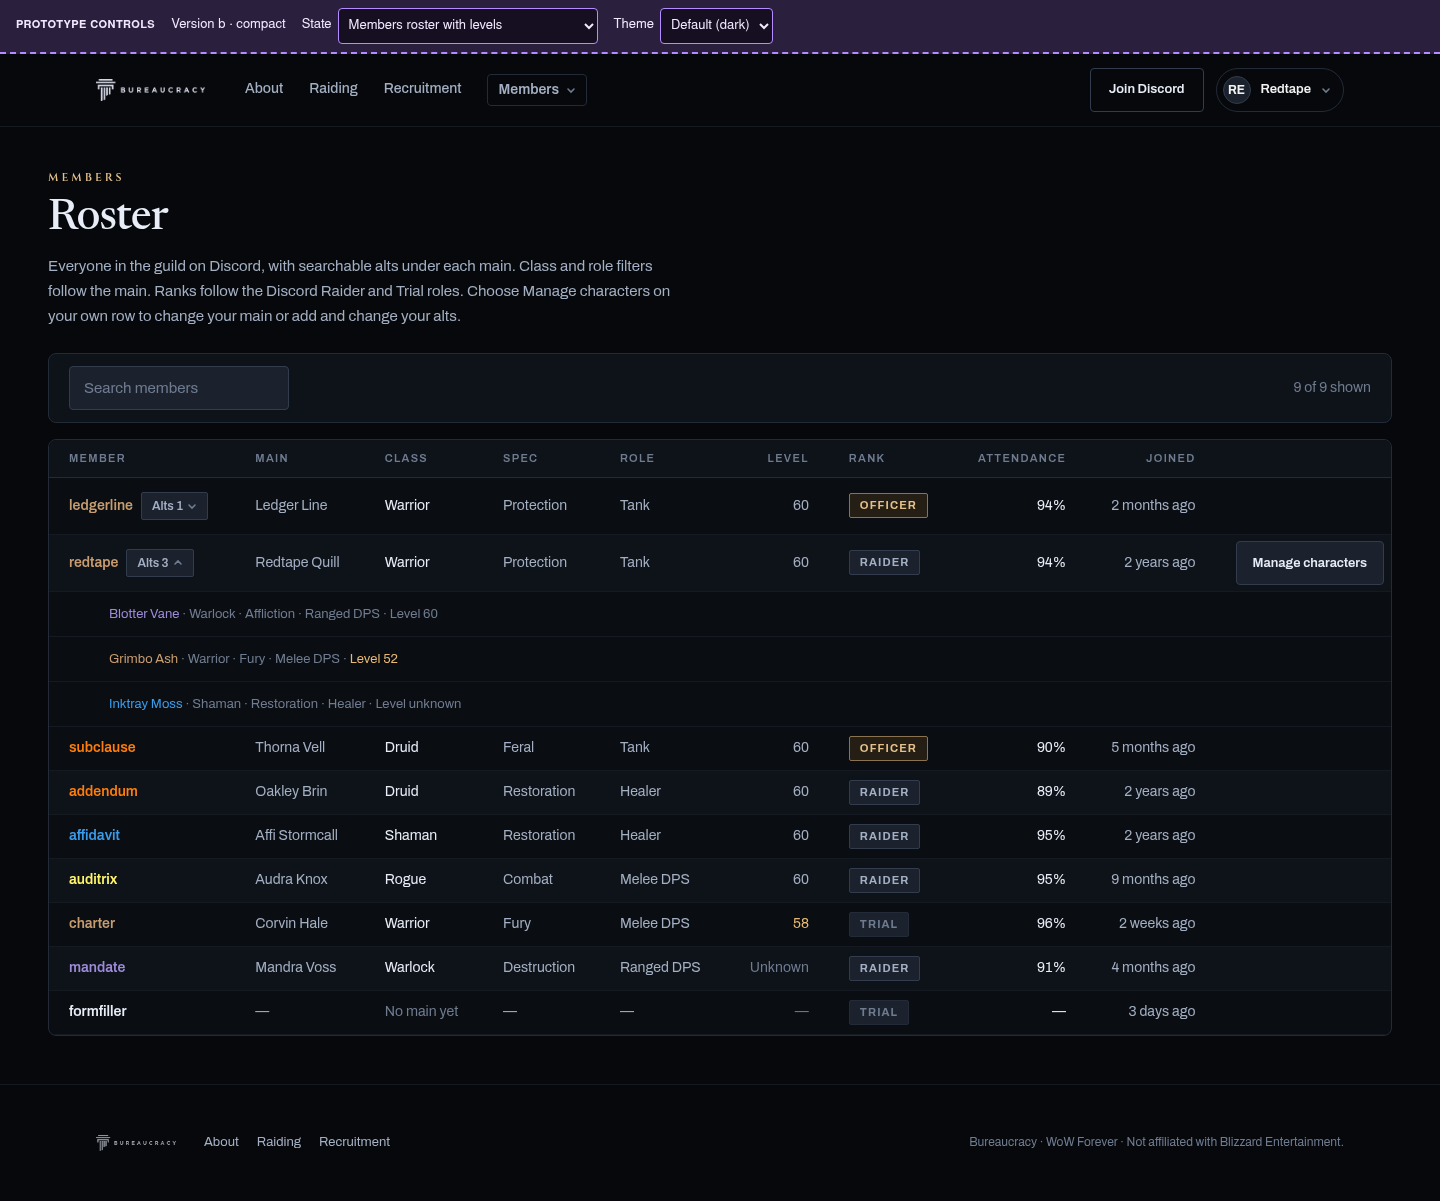 PROTOTYPE CONTROLS Version b · compact State Members roster with levels Theme Default (dark)
BUREAUCRACY About Raiding Recruitment Members Join Discord RE Redtape
MEMBERS
Roster
Everyone in the guild on Discord, with searchable alts under each main. Class and role filters
follow the main. Ranks follow the Discord Raider and Trial roles. Choose Manage characters on
your own row to change your main or add and change your alts.
Search members 9 of 9 shown
MEMBER MAIN CLASS SPEC ROLE LEVEL RANK ATTENDANCE JOINED
ledgerline Alts 1 Ledger Line Warrior Protection Tank 60 OFFICER 94% 2 months ago
redtape Alts 3 Redtape Quill Warrior Protection Tank 60 RAIDER 94% 2 years ago Manage characters
Blotter Vane · Warlock · Affliction · Ranged DPS · Level 60
Grimbo Ash · Warrior · Fury · Melee DPS · Level 52
Inktray Moss · Shaman · Restoration · Healer · Level unknown
subclause Thorna Vell Druid Feral Tank 60 OFFICER 90% 5 months ago
addendum Oakley Brin Druid Restoration Healer 60 RAIDER 89% 2 years ago
affidavit Affi Stormcall Shaman Restoration Healer 60 RAIDER 95% 2 years ago
auditrix Audra Knox Rogue Combat Melee DPS 60 RAIDER 95% 9 months ago
charter Corvin Hale Warrior Fury Melee DPS 58 TRIAL 96% 2 weeks ago
mandate Mandra Voss Warlock Destruction Ranged DPS Unknown RAIDER 91% 4 months ago
formfiller — No main yet — — — TRIAL — 3 days ago
BUREAUCRACY About Raiding Recruitment Bureaucracy · WoW Forever · Not affiliated with Blizzard Entertainment.